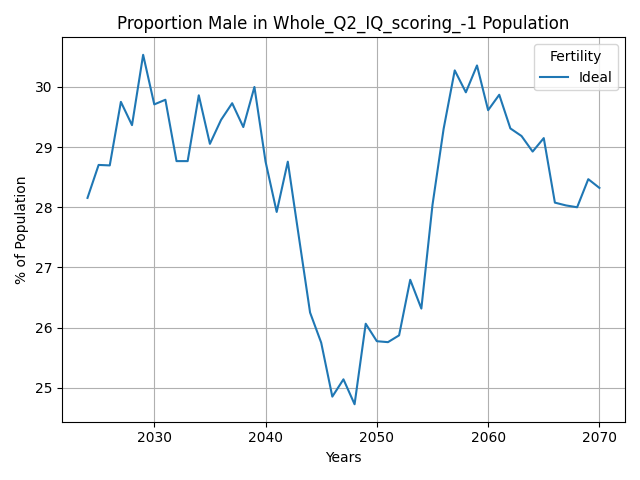 Proportion Male in Whole_Q2_IQ_scoring_-1 Population
Fertility
Ideal
% of Population
30
29
28
27
26
25
2030 2040 2050 2060 2070
Years